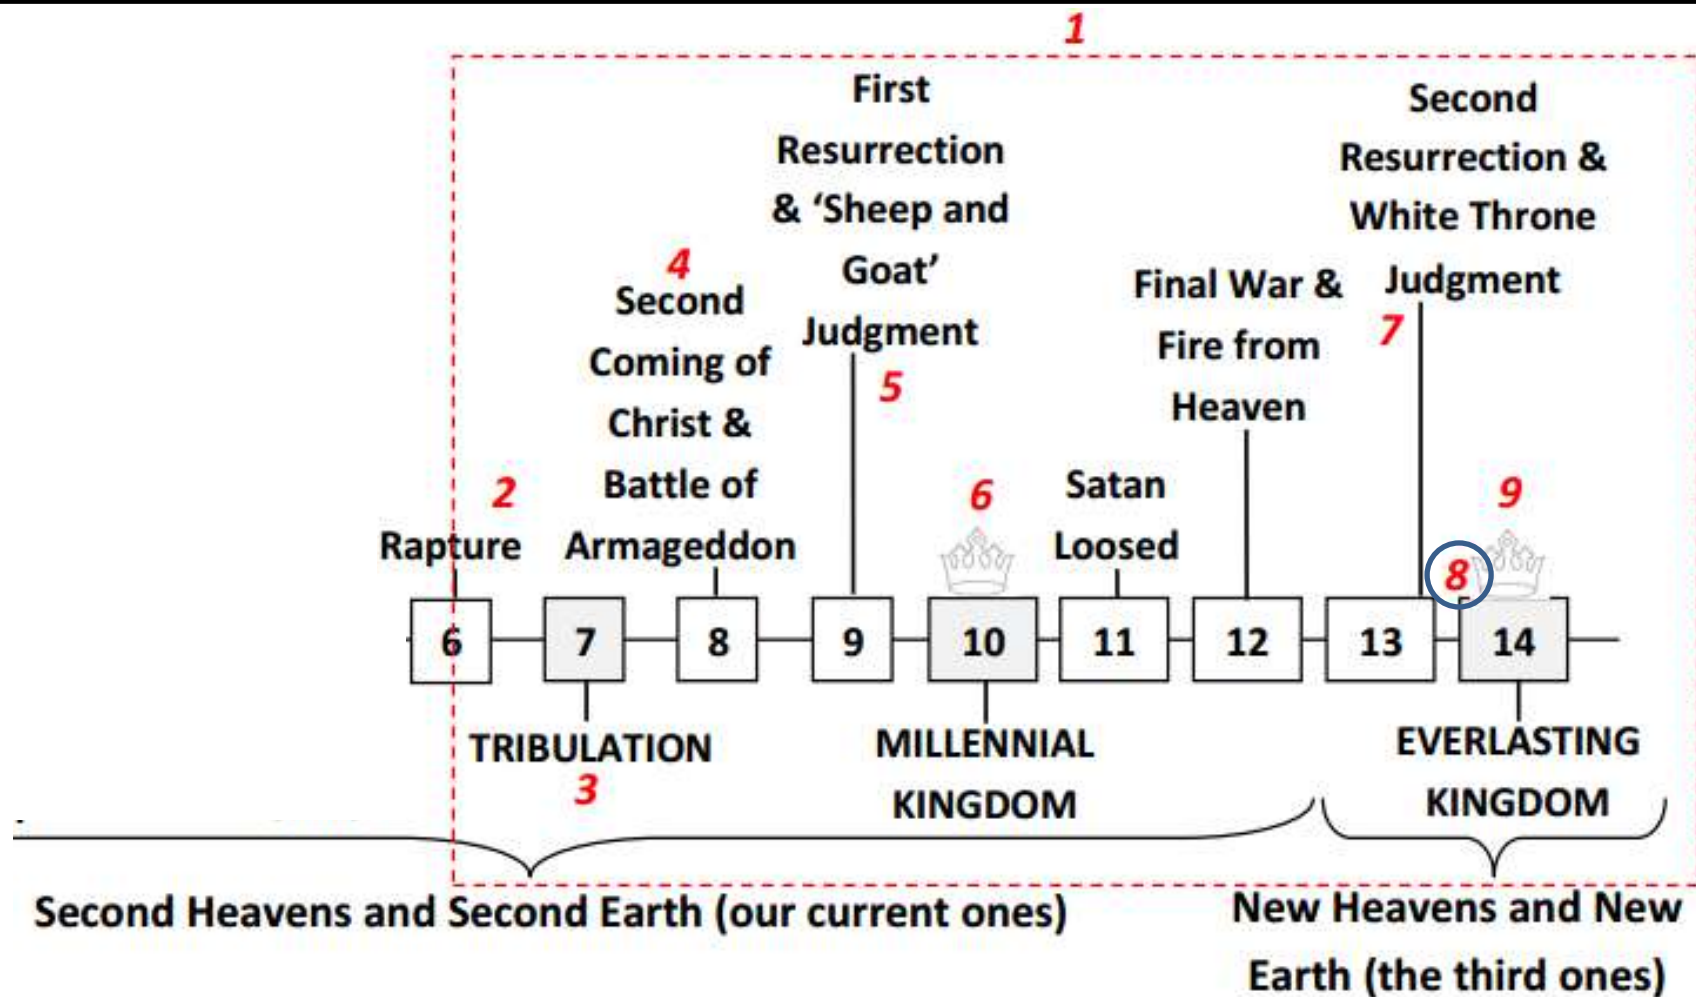 1
First
Resurrection
& ‘Sheep and
Goat’
Judgment
5
Second
Resurrection &
White Throne
Judgment
7
4
Second
Coming of
Christ &
Battle of
Armageddon
Final War &
Fire from
Heaven
2
Rapture
6
Satan
Loosed
9
8
6 7 8 9 10 11 12 13 14
TRIBULATION
3
MILLENNIAL
KINGDOM
EVERLASTING
KINGDOM
Second Heavens and Second Earth (our current ones)
New Heavens and New
Earth (the third ones)